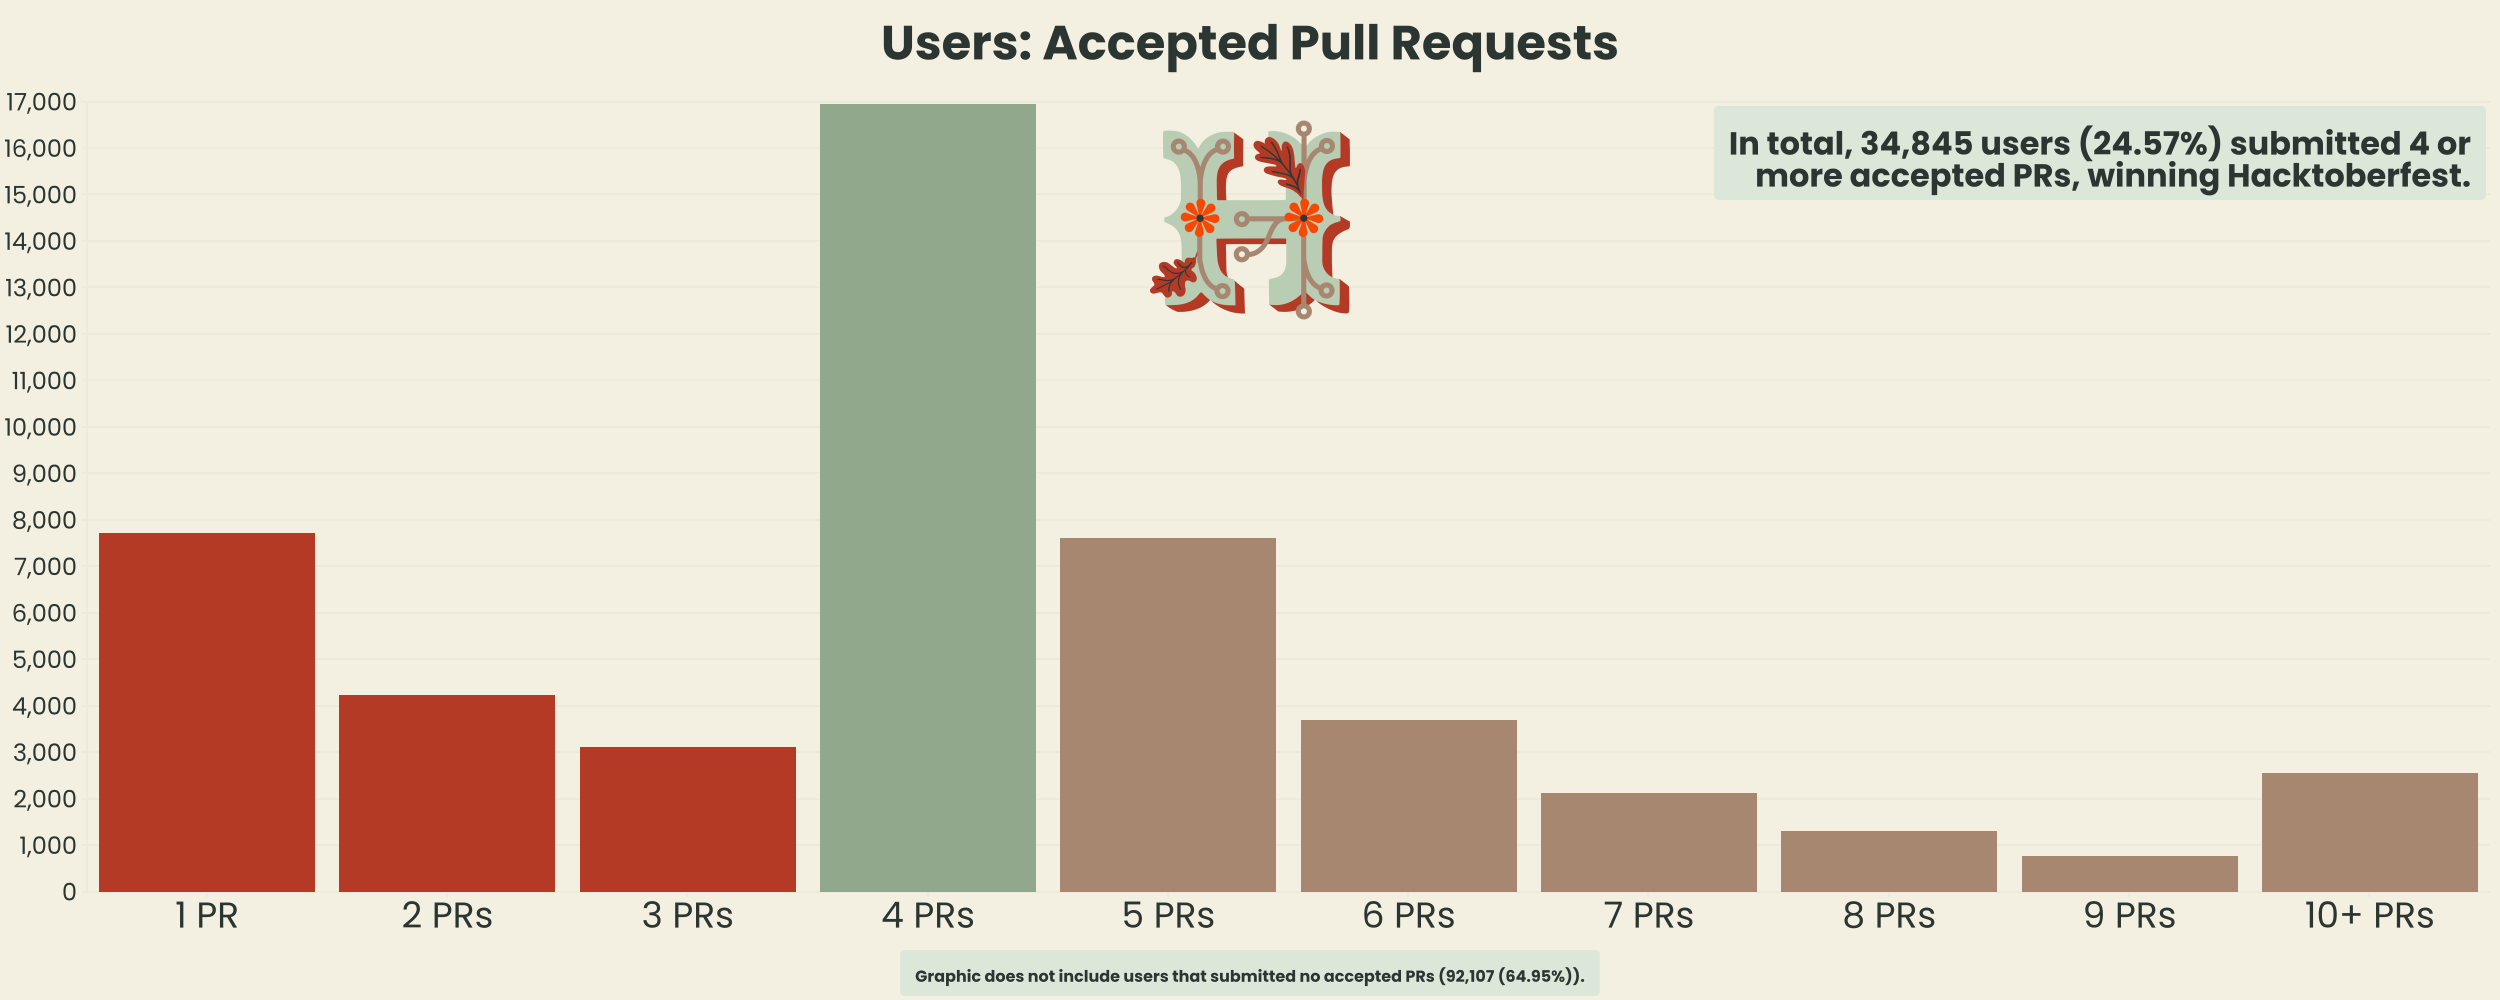 Users: Accepted Pull Requests
In total, 34,845 users (24.57%) submitted 4 or
more accepted PRs, winning Hacktoberfest.
17,000
16,000
15,000
14,000
13,000
12,000
11,000
10,000
9,000
8,000
7,000
6,000
5,000
4,000
3,000
2,000
1,000
0
1 PR
2 PRs
3 PRs
4 PRs
5 PRs
6 PRs
7 PRs
8 PRs
9 PRs
10+ PRs
Graphic does not include users that submitted no accepted PRs (92,107 (64.95%)).